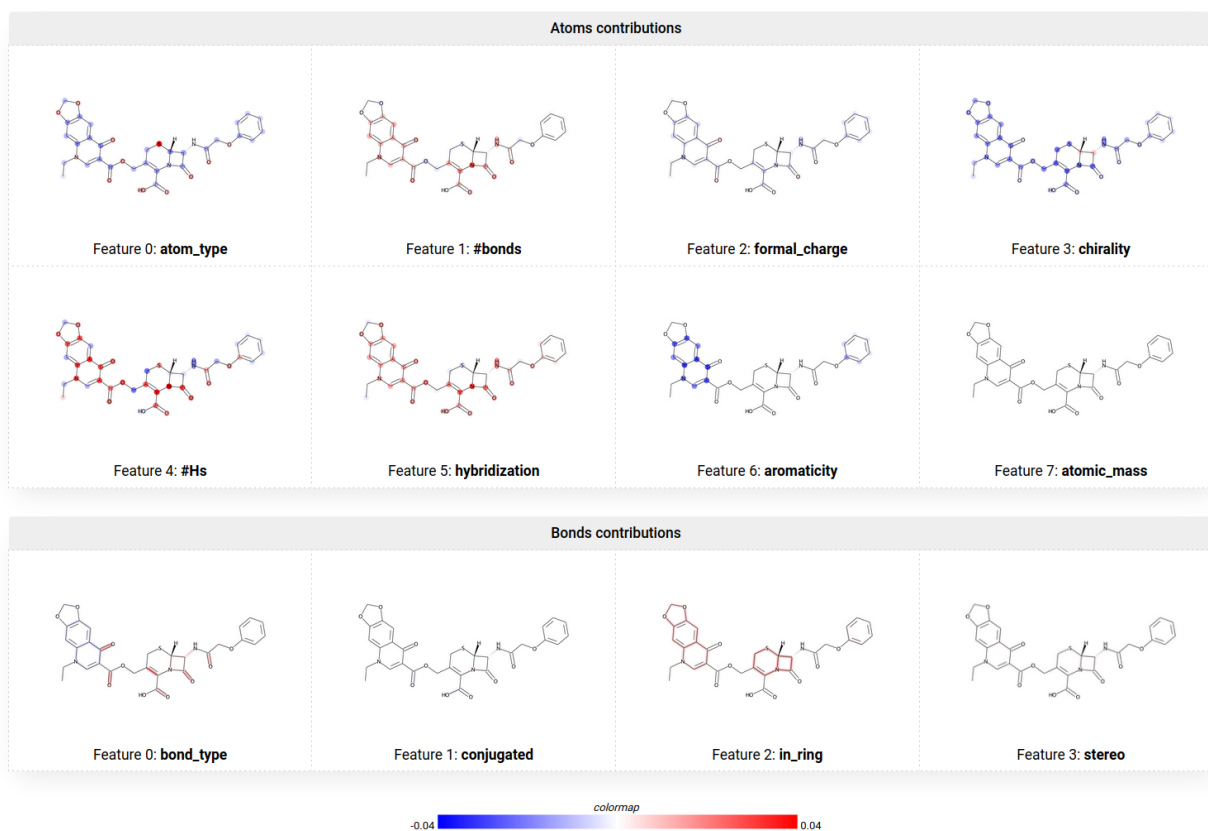 Atoms contributions
Feature 0: atom_type
Feature 1: #bonds
Feature 2: formal_charge
Feature 3: chirality
Feature 4: #Hs
Feature 5: hybridization
Feature 6: aromaticity
Feature 7: atomic_mass
Bonds contributions
Feature 0: bond_type
Feature 1: conjugated
Feature 2: in_ring
Feature 3: stereo
colormap
-0.04 0.04